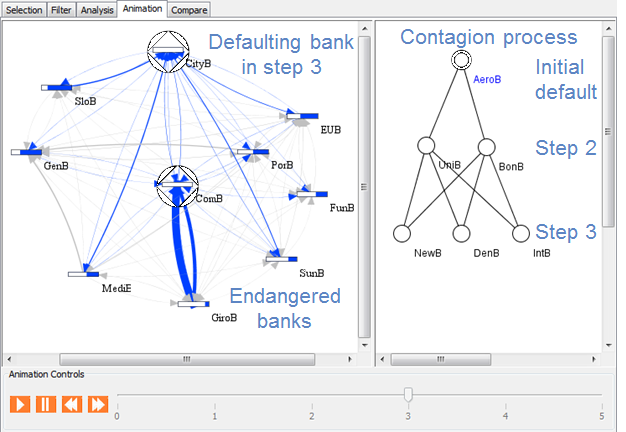 Selection Filter Analysis Animation Compare
Defaulting bank
in step 3
CityB
SloB
EUB
GenB
PorB
ComB
FunB
SunB
MediE
GiroB
Endangered
banks
Contagion process
Initial
default
AeroB
Step 2
UniB
BonB
Step 3
NewB
DenB
IntB
Animation Controls
0 1 2 3 4 5